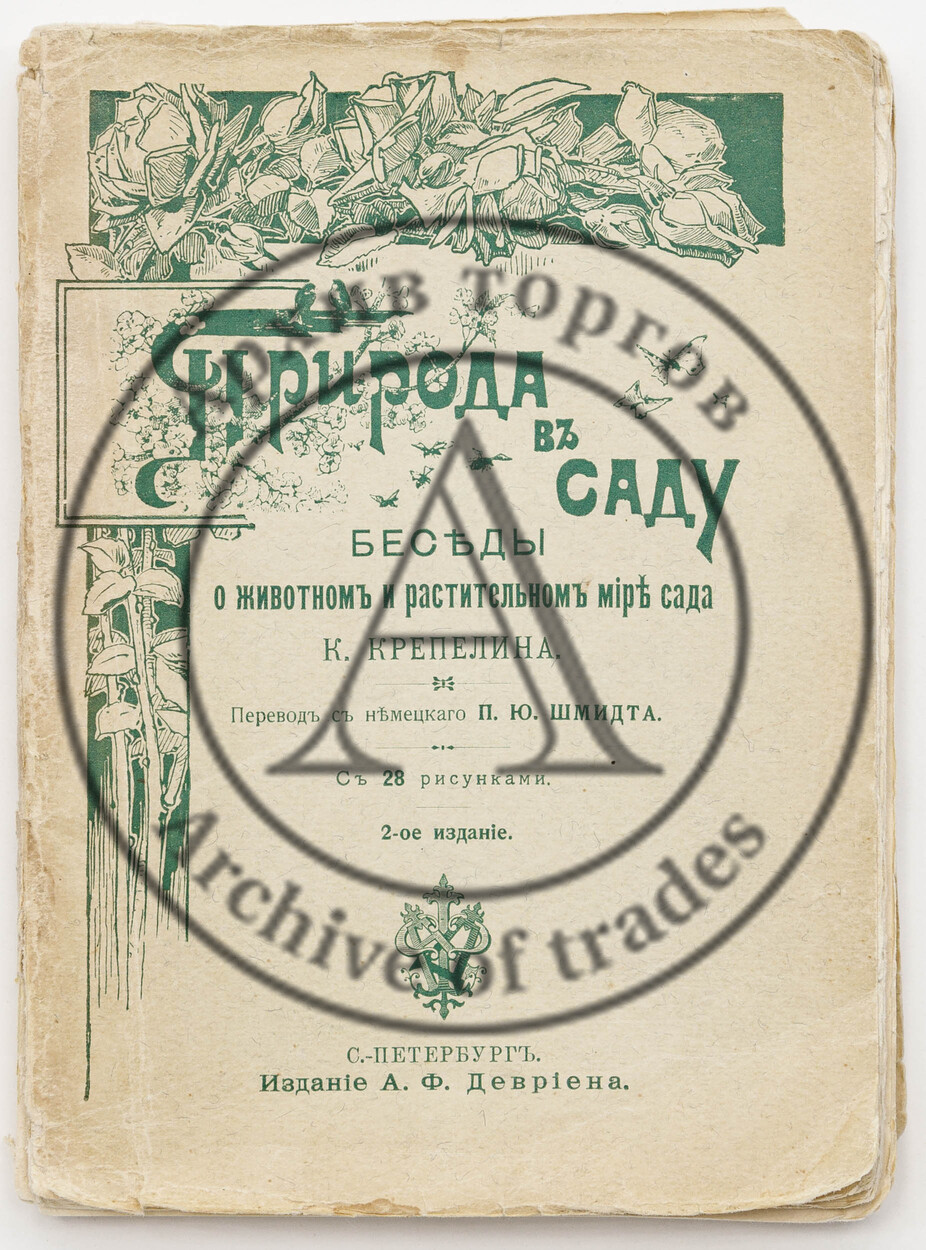 Природа
въ
саду
БЕСѢДЫ
о животномъ и растительномъ мірѣ сада
К. КРЕПЕЛИНА.
Переводъ съ нѣмецкаго П. Ю. ШМИДТА.
Съ 28 рисунками.
2-ое изданіе.
С.-ПЕТЕРБУРГЪ.
Изданіе А. Ф. Девріена.
Архив торгов
А
Archive of trades